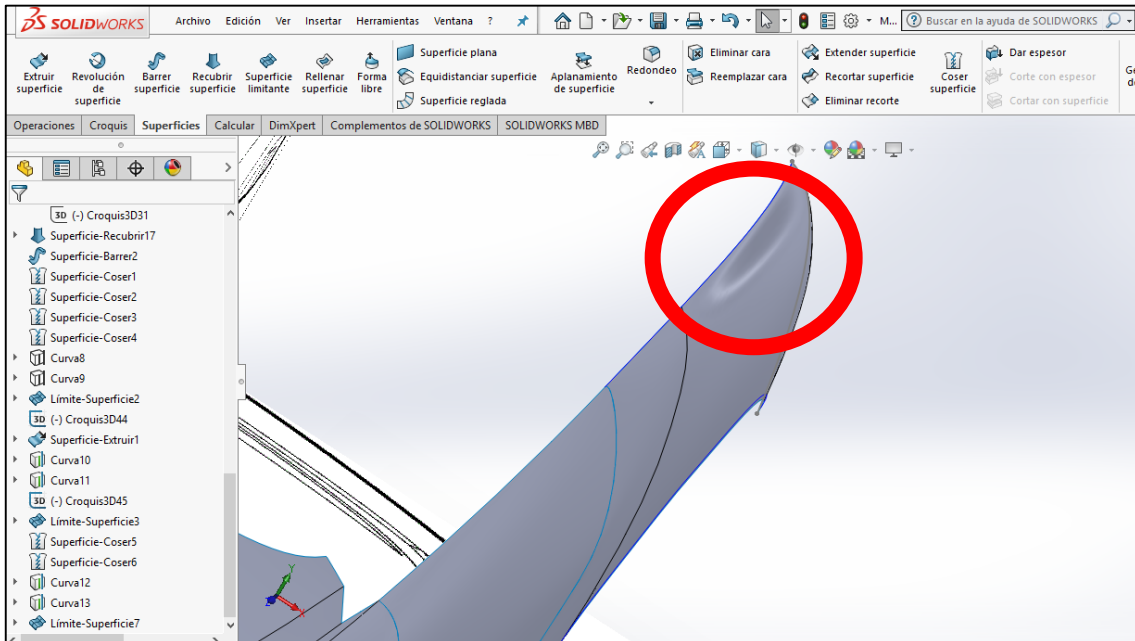 SOLIDWORKS Archivo Edición Ver Insertar Herramientas Ventana ? M... Buscar en la ayuda de SOLIDWORKS
Extruir superficie
Revolución de superficie
Barrer superficie
Recubrir superficie
Superficie limitante
Rellenar superficie
Forma libre
Superficie plana
Equidistanciar superficie
Superficie reglada
Aplanamiento de superficie
Redondeo
Eliminar cara
Reemplazar cara
Extender superficie
Recortar superficie
Eliminar recorte
Coser superficie
Dar espesor
Corte con espesor
Cortar con superficie
Operaciones Croquis Superficies Calcular DimXpert Complementos de SOLIDWORKS SOLIDWORKS MBD
3D (-) Croquis3D31
Superficie-Recubrir17
Superficie-Barrer2
Superficie-Coser1
Superficie-Coser2
Superficie-Coser3
Superficie-Coser4
Curva8
Curva9
Límite-Superficie2
3D (-) Croquis3D44
Superficie-Extruir1
Curva10
Curva11
3D (-) Croquis3D45
Límite-Superficie3
Superficie-Coser5
Superficie-Coser6
Curva12
Curva13
Límite-Superficie7
Y
X